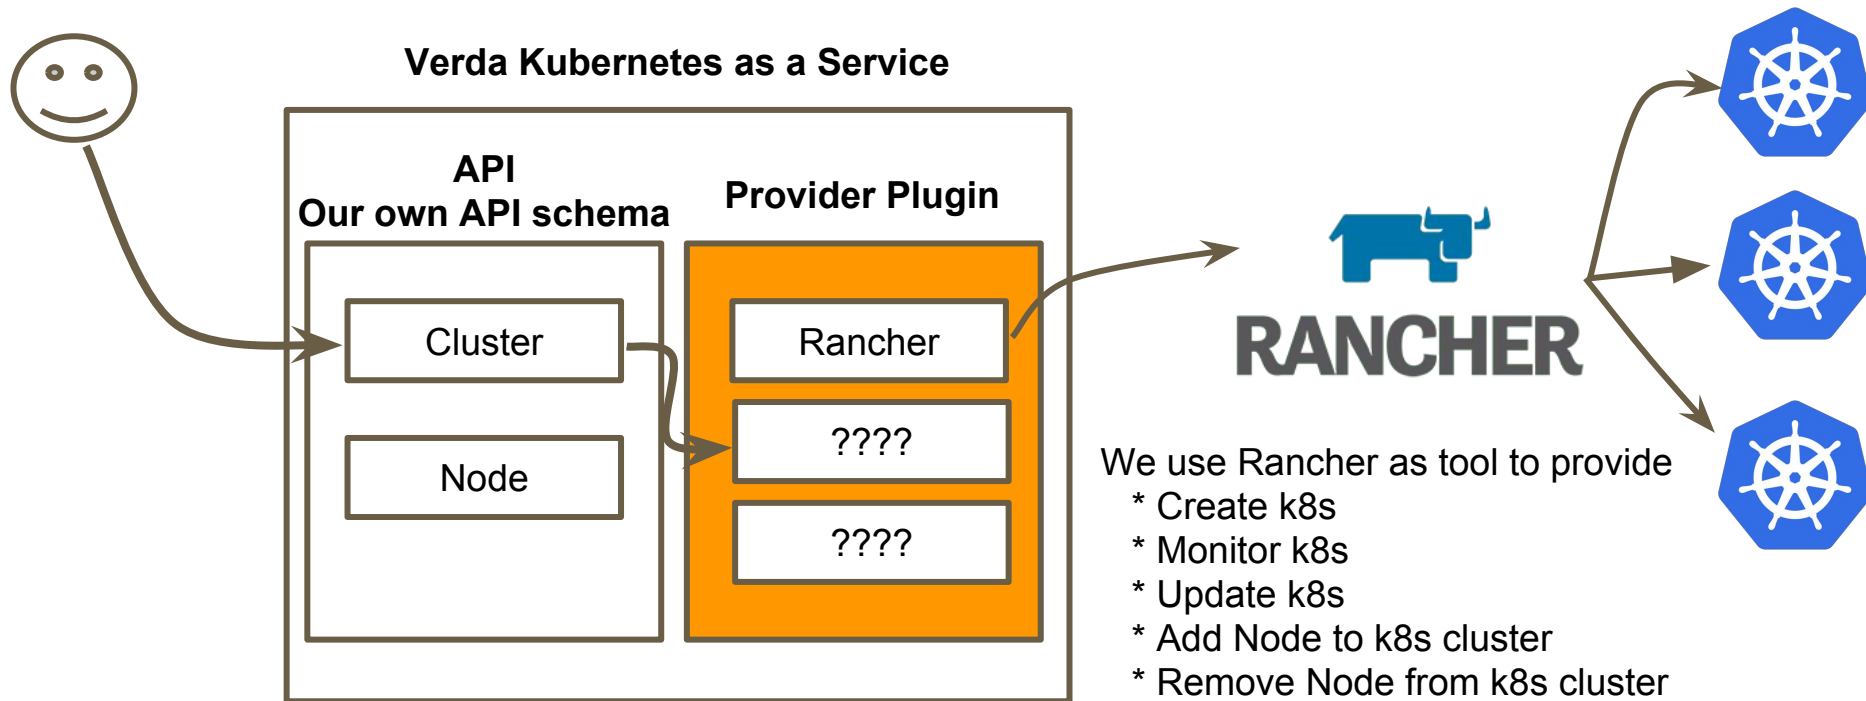 Verda Kubernetes as a Service
API
Our own API schema
Provider Plugin
Cluster
Node
Rancher
????
????
RANCHER
We use Rancher as tool to provide
* Create k8s
* Monitor k8s
* Update k8s
* Add Node to k8s cluster
* Remove Node from k8s cluster